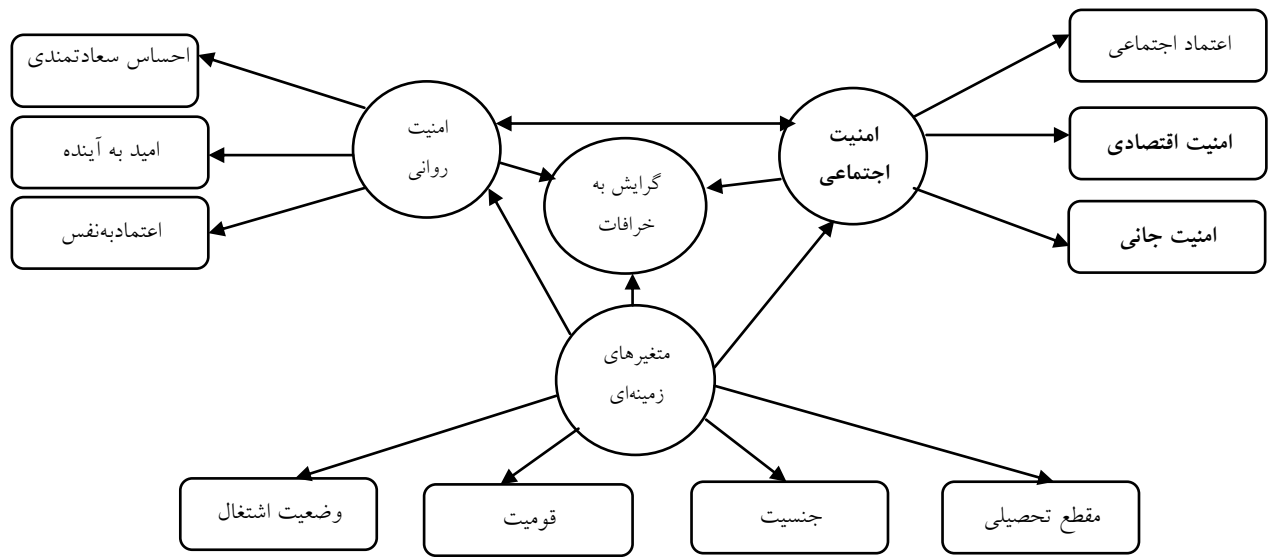 اعتماد اجتماعی
امنیت اقتصادی
امنیت جانی
امنیت
اجتماعی
گرایش به
خرافات
امنیت
روانی
احساس سعادتمندی
امید به آینده
اعتمادبه‌نفس
متغیرهای
زمینه‌ای
مقطع تحصیلی
جنسیت
قومیت
وضعیت اشتغال